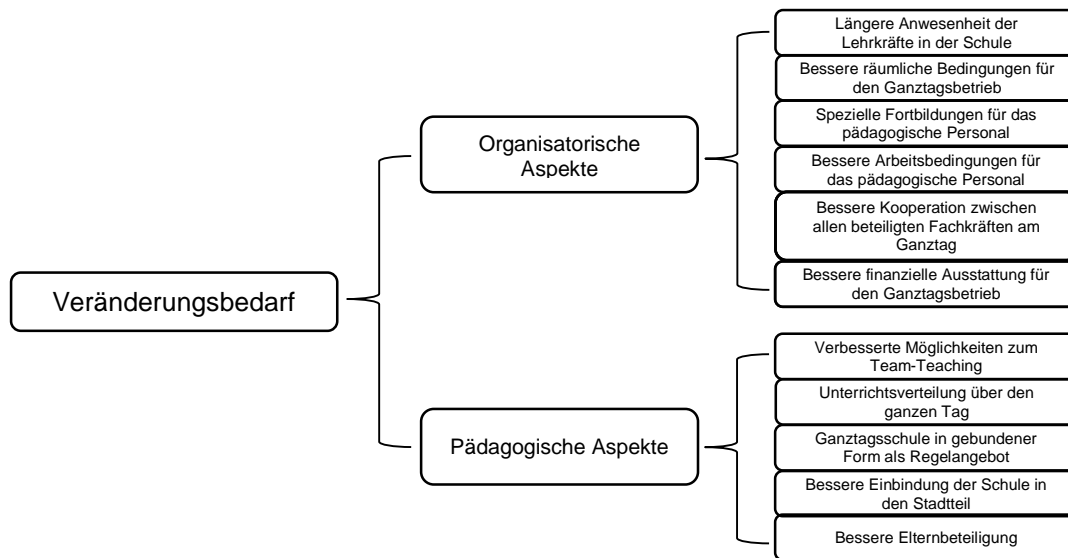 Veränderungsbedarf
Organisatorische
Aspekte
Längere Anwesenheit der
Lehrkräfte in der Schule
Bessere räumliche Bedingungen für
den Ganztagsbetrieb
Spezielle Fortbildungen für das
pädagogische Personal
Bessere Arbeitsbedingungen für
das pädagogische Personal
Bessere Kooperation zwischen
allen beteiligten Fachkräften am
Ganztag
Bessere finanzielle Ausstattung für
den Ganztagsbetrieb
Pädagogische Aspekte
Verbesserte Möglichkeiten zum
Team-Teaching
Unterrichtsverteilung über den
ganzen Tag
Ganztagsschule in gebundener
Form als Regelangebot
Bessere Einbindung der Schule in
den Stadtteil
Bessere Elternbeteiligung